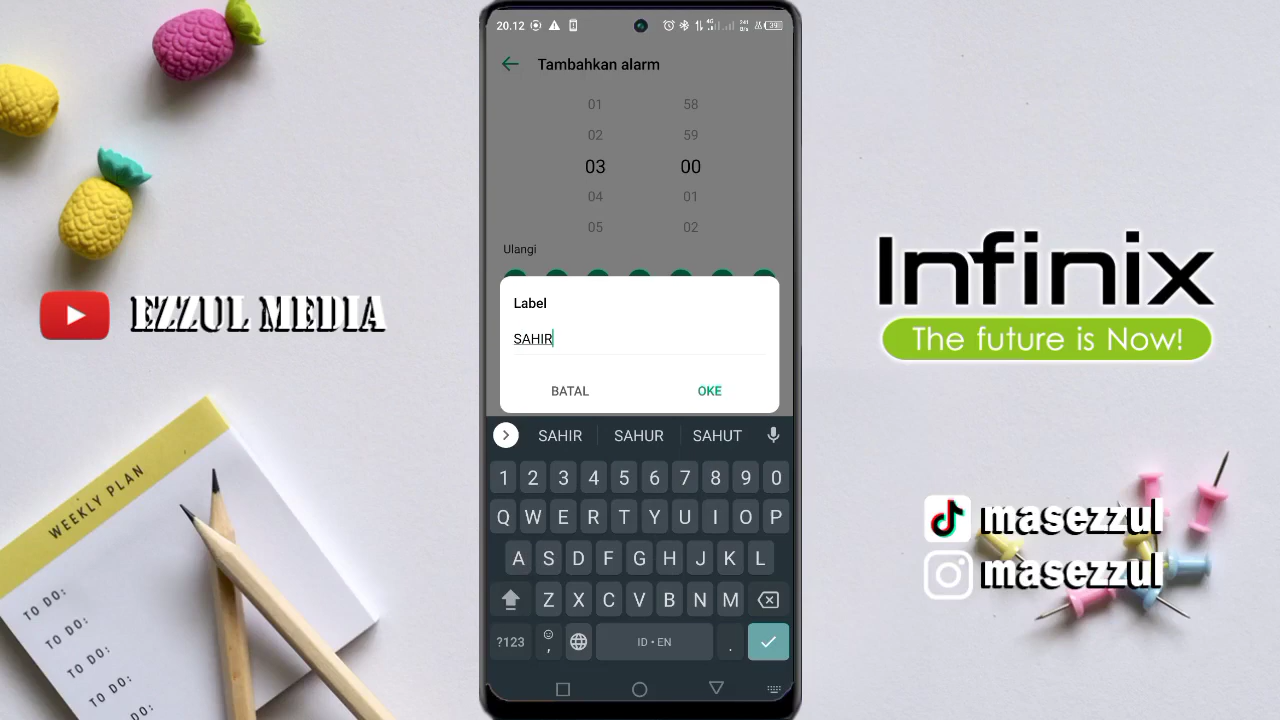 20.12
Tambahkan alarm
01 58
02 59
03 00
04 01
05 02
Ulangi
Label
SAHIR
BATAL OKE
SAHIR SAHUR SAHUT
1 2 3 4 5 6 7 8 9 0
Q W E R T Y U I O P
A S D F G H J K L
Z X C V B N M
?123 , ID • EN .
EZZUL MEDIA
WEEKLY PLAN
TO DO:
TO DO:
TO DO:
TO DO:
TO DO:
Infinix
The future is Now!
masezzul
masezzul